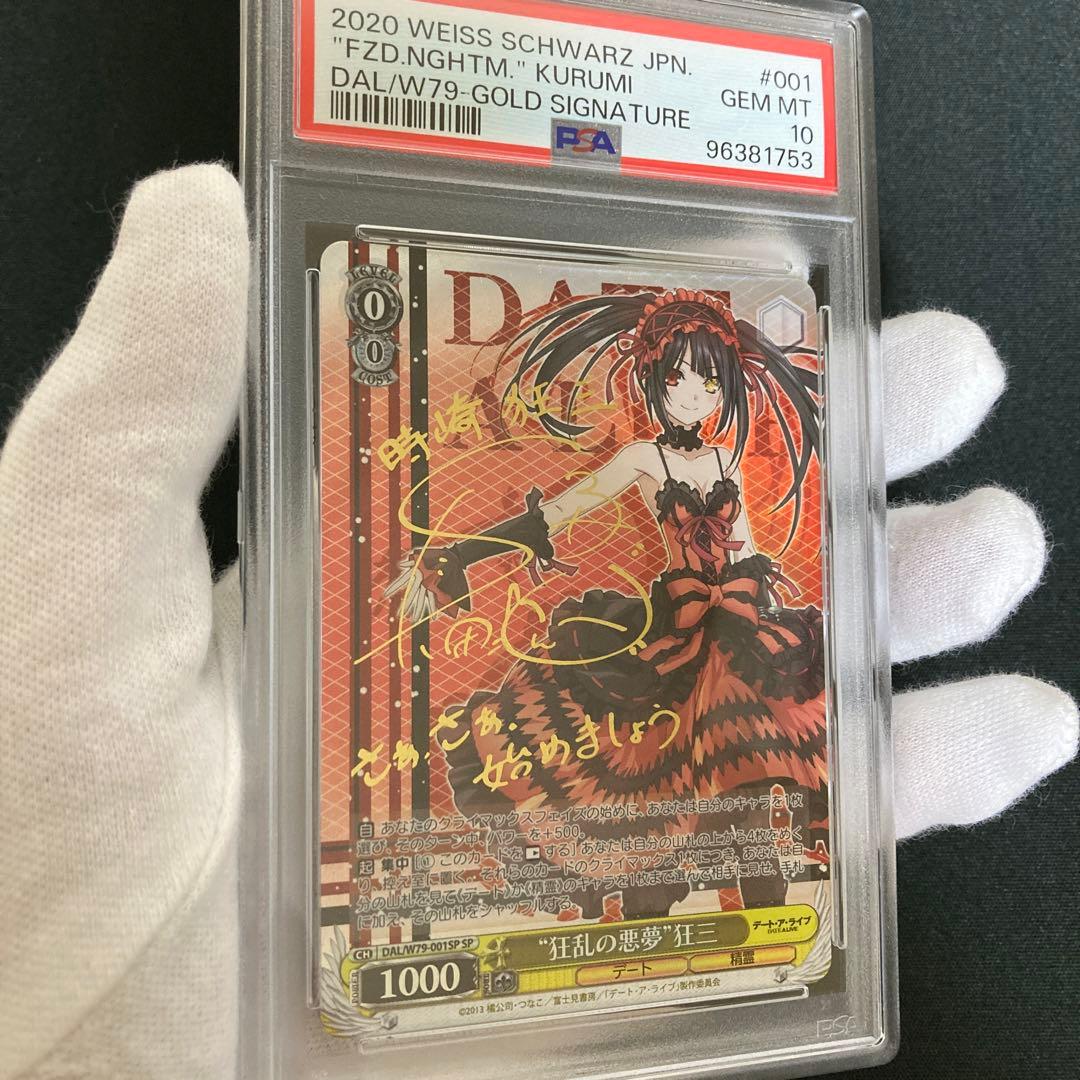 2020 WEISS SCHWARZ JPN. #001
"FZD.NGHTM." KURUMI GEM MT
DAL/W79-GOLD SIGNATURE 10
PSA 96381753
LEVEL
0
0
COST
DATE
時崎狂三
さぁ、さぁ、
始めましょう
自 あなたのクライマックスフェイズの始めに、あなたは自分のキャラを1枚
選び、そのターン中、パワーを+500。
起 集中 [(1) このカードを する] あなたは自分の山札の上から4枚をめく
り、控え室に置く。それらのカードのクライマックス1枚につき、あなたは自
分の山札を見て《デート》か《精霊》のキャラを1枚まで選んで相手に見せ、手札
に加え、その山札をシャッフルする。
CH DAL/W79-001SP SP
"狂乱の悪夢"狂三
デート・ア・ライブ
DATE A LIVE
POWER 1000 SOUL
デート 精霊
©2013 橘公司・つなこ/富士見書房/「デート・ア・ライブ」製作委員会